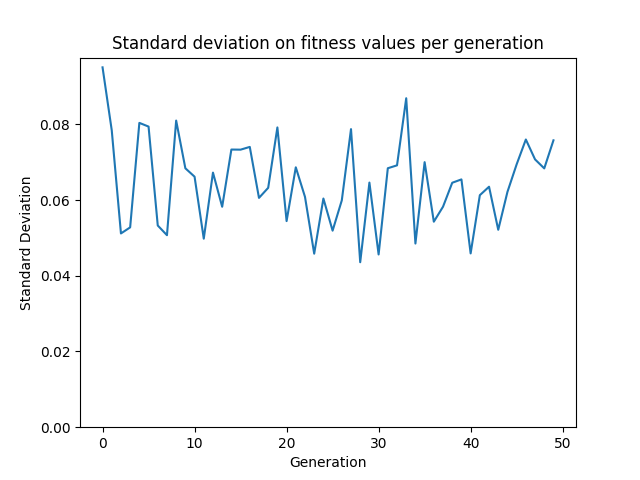 Standard deviation on fitness values per generation
Standard Deviation
0.08
0.06
0.04
0.02
0.00
0 10 20 30 40 50
Generation